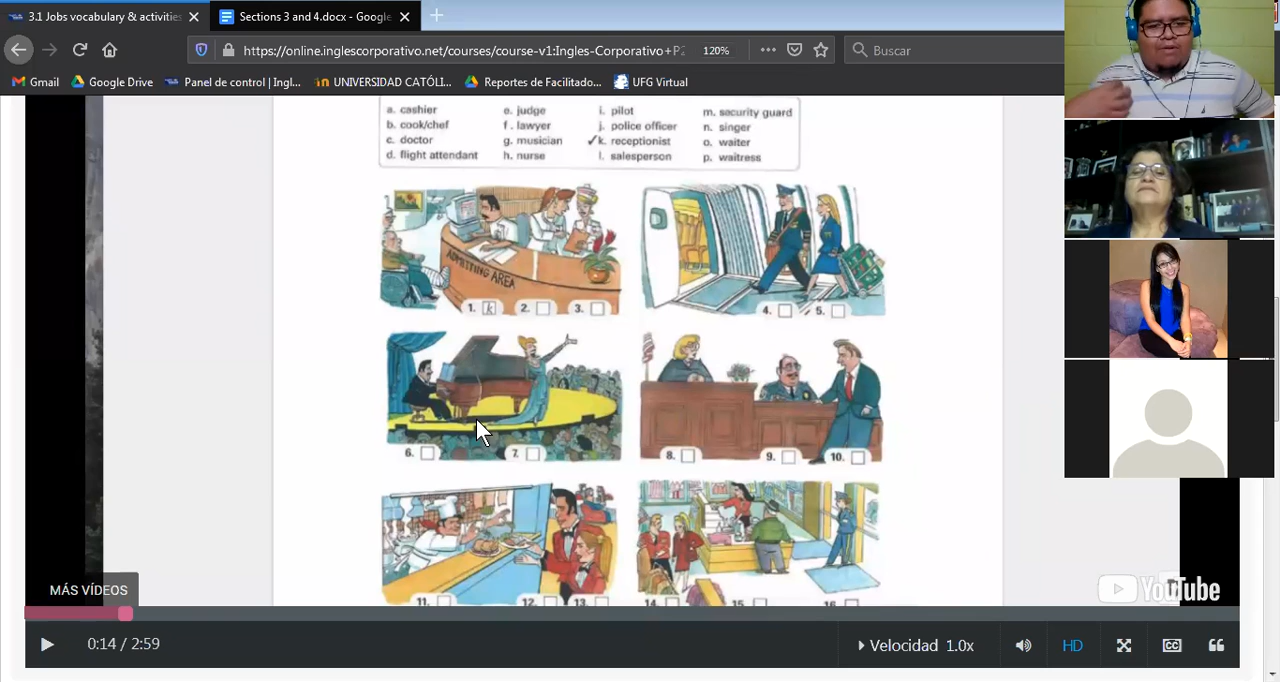 3.1 Jobs vocabulary & activities
Sections 3 and 4.docx - Google
https://online.inglescorporativo.net/courses/course-v1:Ingles-Corporativo+P
120%
Buscar
Gmail
Google Drive
Panel de control | Ingl...
UNIVERSIDAD CATÓLI...
Reportes de Facilitado...
UFG Virtual
a. cashier e. judge i. pilot m. security guard
b. cook/chef f. lawyer j. police officer n. singer
c. doctor g. musician ✓k. receptionist o. waiter
d. flight attendant h. nurse l. salesperson p. waitress
ADMITTING AREA
1. k 2. 3. 4. 5.
6. 7. 8. 9. 10.
11. 12. 13. 14. 15. 16.
MÁS VÍDEOS
YouTube
0:14 / 2:59
Velocidad 1.0x
HD
CC